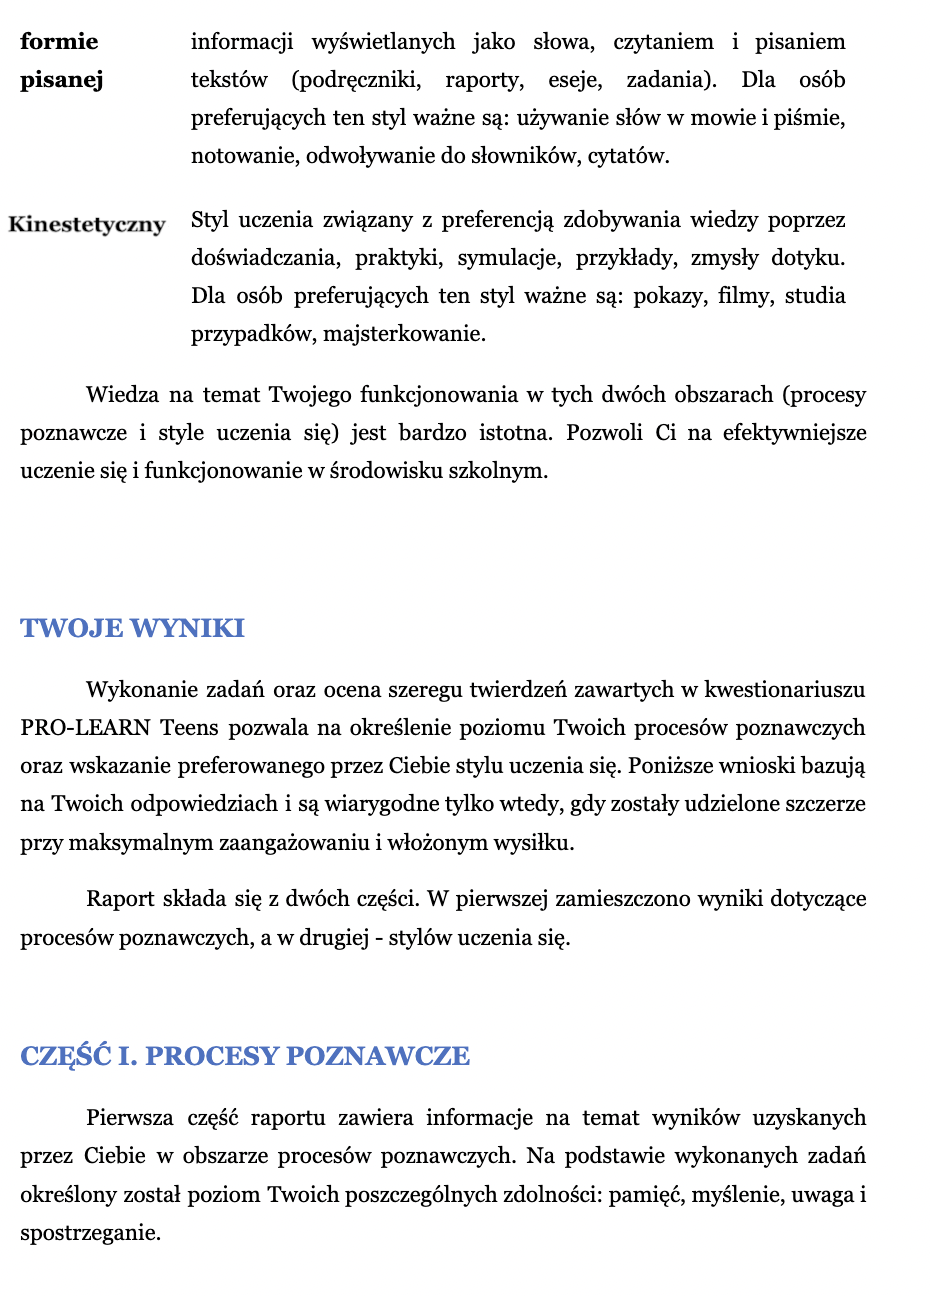 formie informacji wyświetlanych jako słowa, czytaniem i pisaniem
pisanej tekstów (podręczniki, raporty, eseje, zadania). Dla osób
preferujących ten styl ważne są: używanie słów w mowie i piśmie,
notowanie, odwoływanie do słowników, cytatów.
Kinestetyczny Styl uczenia związany z preferencją zdobywania wiedzy poprzez
doświadczania, praktyki, symulacje, przykłady, zmysły dotyku.
Dla osób preferujących ten styl ważne są: pokazy, filmy, studia
przypadków, majsterkowanie.
Wiedza na temat Twojego funkcjonowania w tych dwóch obszarach (procesy
poznawcze i style uczenia się) jest bardzo istotna. Pozwoli Ci na efektywniejsze
uczenie się i funkcjonowanie w środowisku szkolnym.
TWOJE WYNIKI
Wykonanie zadań oraz ocena szeregu twierdzeń zawartych w kwestionariuszu
PRO-LEARN Teens pozwala na określenie poziomu Twoich procesów poznawczych
oraz wskazanie preferowanego przez Ciebie stylu uczenia się. Poniższe wnioski bazują
na Twoich odpowiedziach i są wiarygodne tylko wtedy, gdy zostały udzielone szczerze
przy maksymalnym zaangażowaniu i włożonym wysiłku.
Raport składa się z dwóch części. W pierwszej zamieszczono wyniki dotyczące
procesów poznawczych, a w drugiej - stylów uczenia się.
CZĘŚĆ I. PROCESY POZNAWCZE
Pierwsza część raportu zawiera informacje na temat wyników uzyskanych
przez Ciebie w obszarze procesów poznawczych. Na podstawie wykonanych zadań
określony został poziom Twoich poszczególnych zdolności: pamięć, myślenie, uwaga i
spostrzeganie.